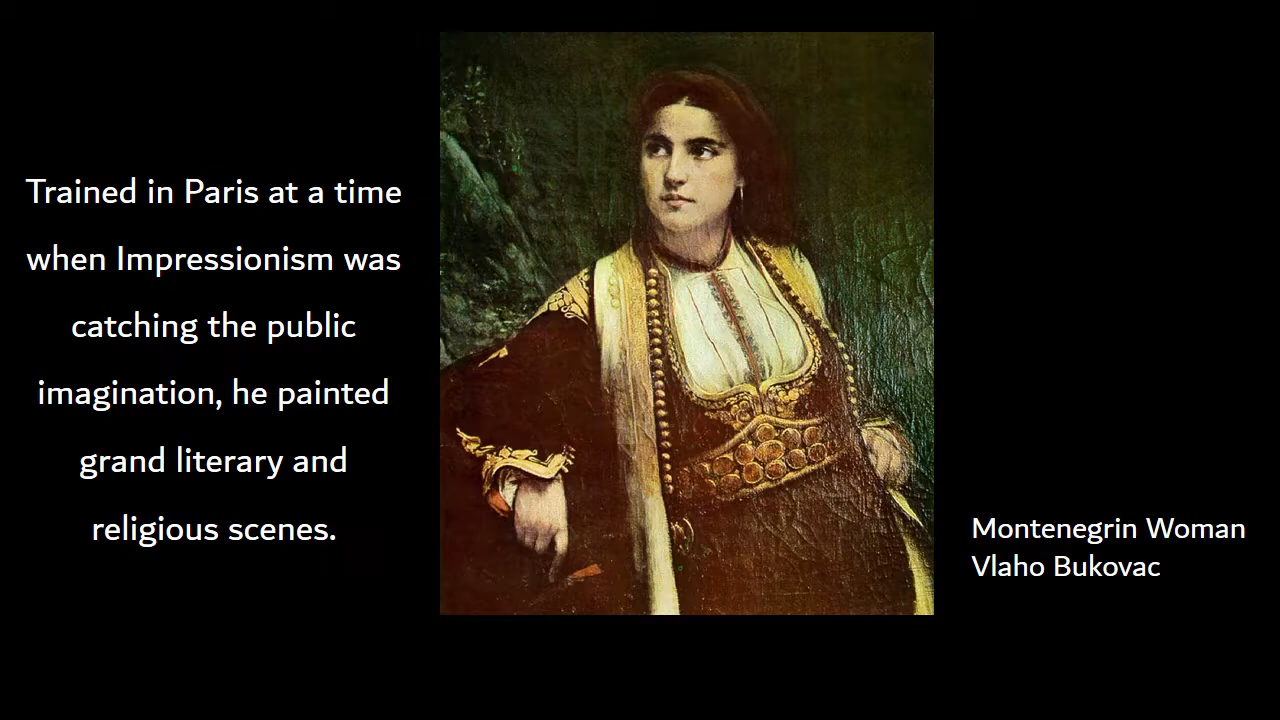 Trained in Paris at a time
when Impressionism was
catching the public
imagination, he painted
grand literary and
religious scenes.
Montenegrin Woman
Vlaho Bukovac